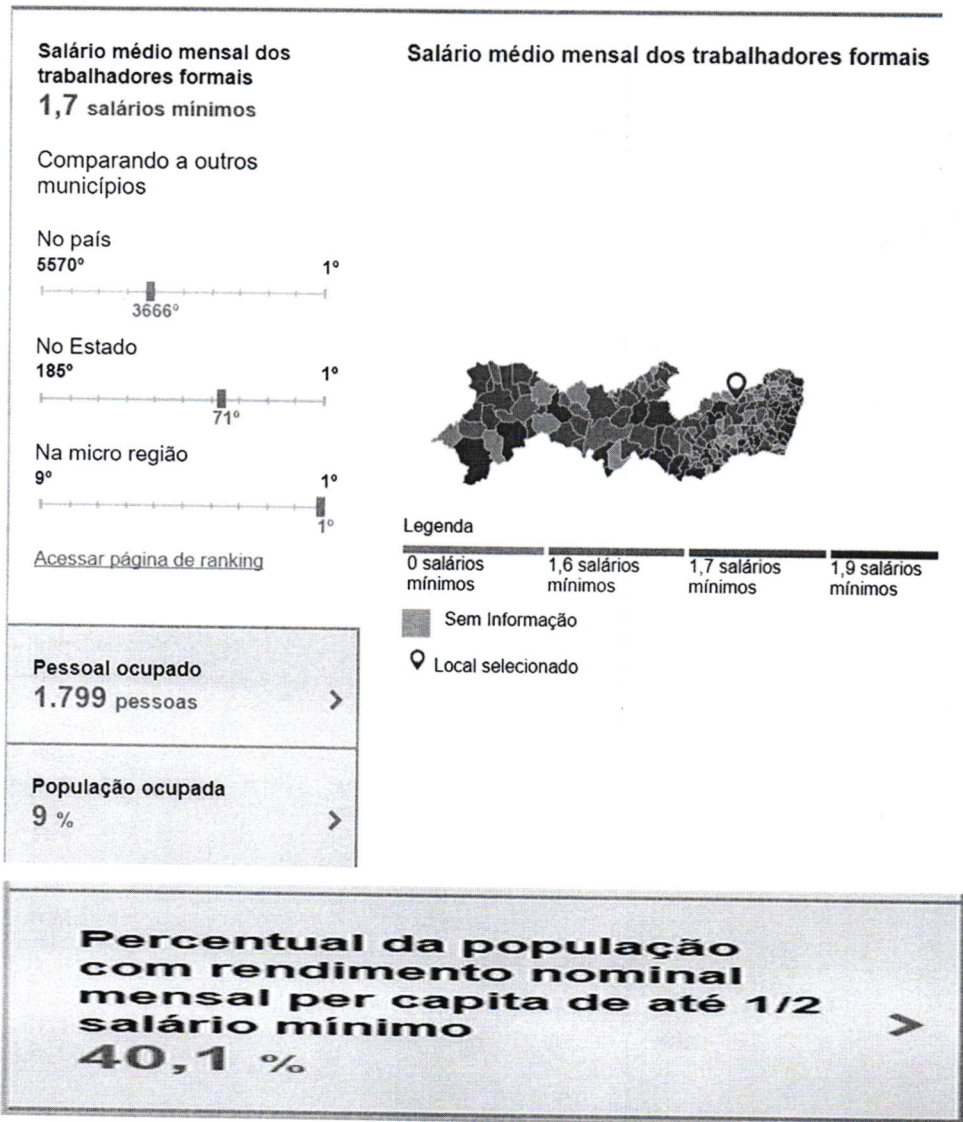 Salário médio mensal dos
trabalhadores formais
1,7 salários mínimos
Comparando a outros
municípios
No país
5570º 1º
3666º
No Estado
185º 1º
71º
Na micro região
9º 1º
1º
Acessar página de ranking
Pessoal ocupado
1.799 pessoas
População ocupada
9 %
Salário médio mensal dos trabalhadores formais
Legenda
0 salários
mínimos
1,6 salários
mínimos
1,7 salários
mínimos
1,9 salários
mínimos
Sem Informação
Local selecionado
Percentual da população
com rendimento nominal
mensal per capita de até 1/2
salário mínimo
40,1 %